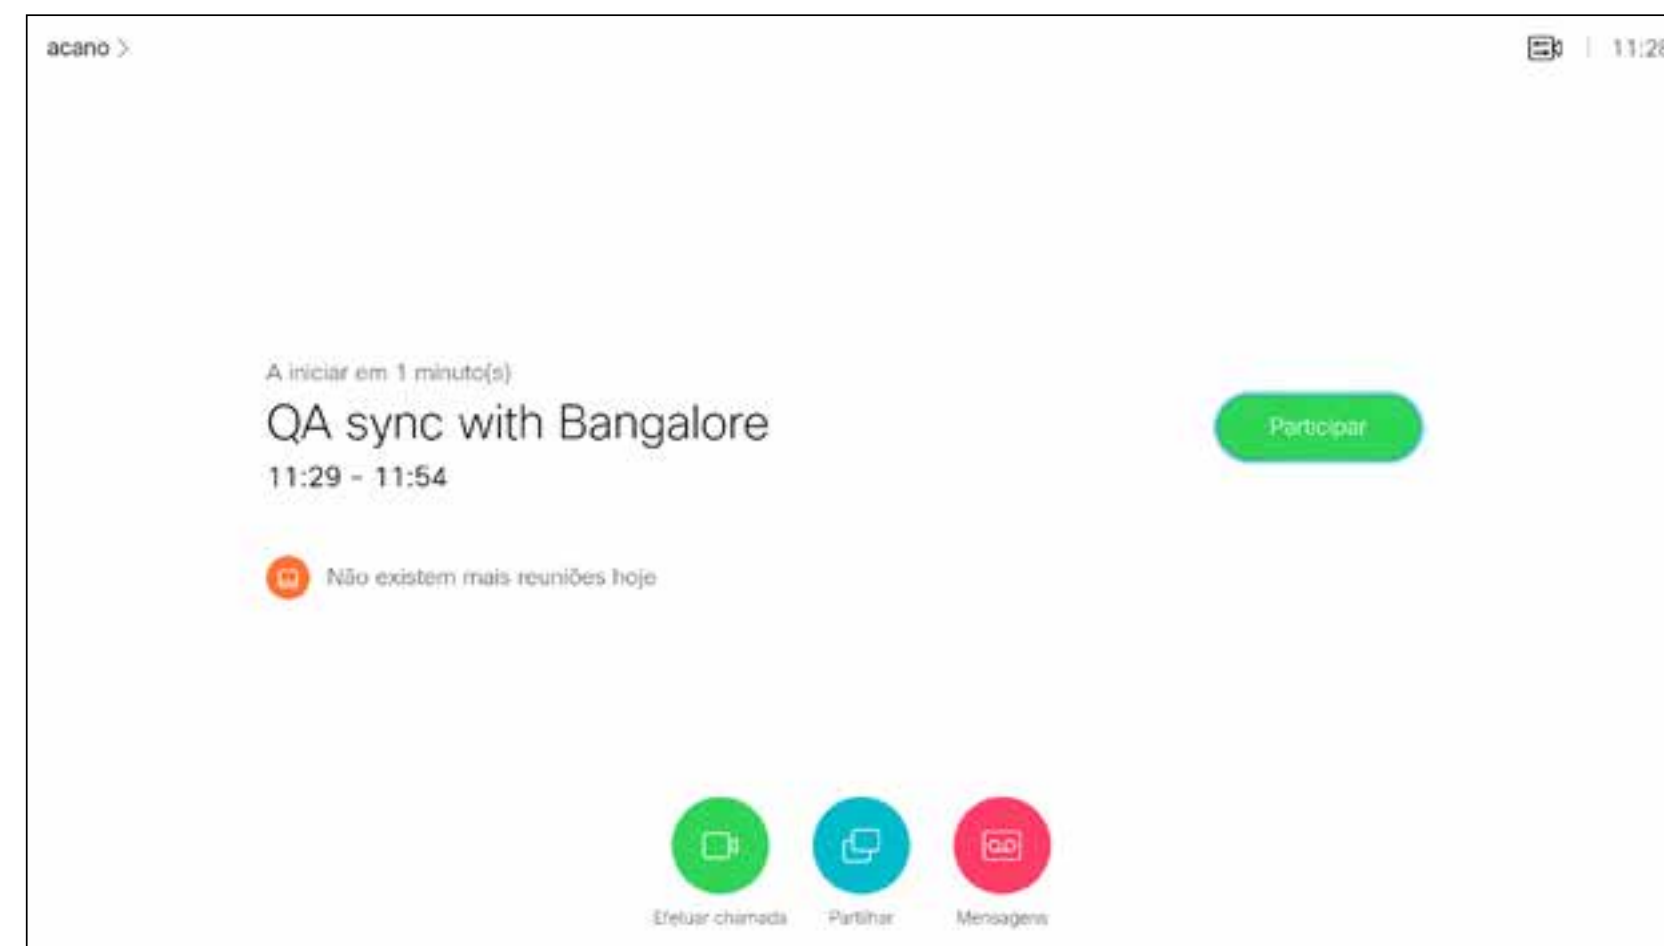 acano >
11:28
A iniciar em 1 minuto(s)
QA sync with Bangalore
11:29 - 11:54
Participar
Não existem mais reuniões hoje
Efetuar chamada
Partilhar
Mensagens